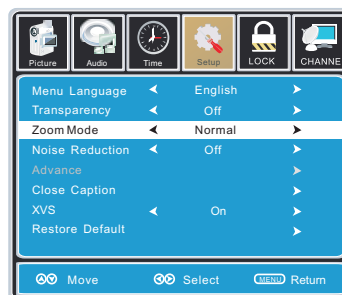 Picture Audio Time Setup LOCK CHANNE
Menu Language English
Transparency Off
Zoom Mode Normal
Noise Reduction Off
Advance
Close Caption
XVS On
Restore Default
Move Select MENU Return